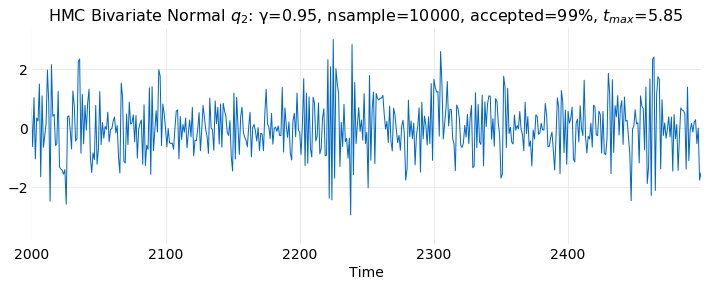 HMC Bivariate Normal q₂: γ=0.95, nsample=10000, accepted=99%, t_max=5.85
2
0
−2
2000 2100 2200 2300 2400
Time